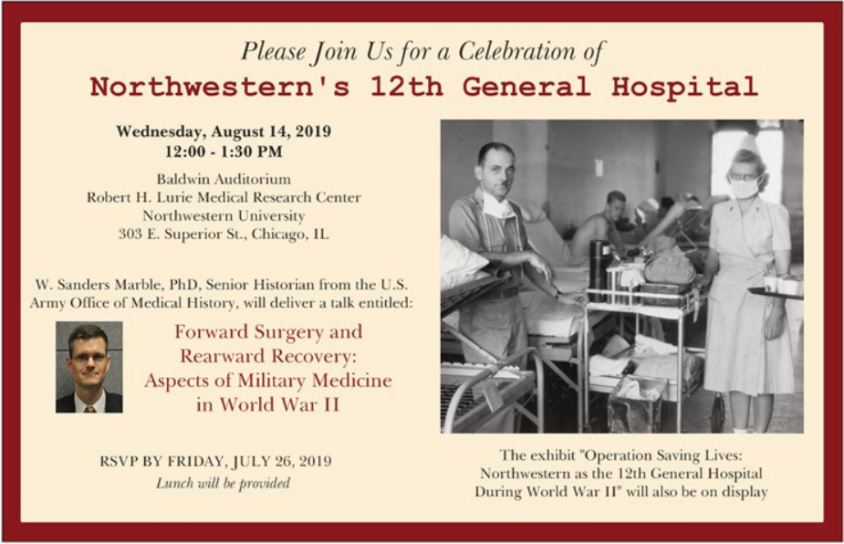 Please Join Us for a Celebration of
Northwestern's 12th General Hospital
Wednesday, August 14, 2019
12:00 - 1:30 PM
Baldwin Auditorium
Robert H. Lurie Medical Research Center
Northwestern University
303 E. Superior St., Chicago, IL
W. Sanders Marble, PhD, Senior Historian from the U.S.
Army Office of Medical History, will deliver a talk entitled:
Forward Surgery and
Rearward Recovery:
Aspects of Military Medicine
in World War II
RSVP BY FRIDAY, JULY 26, 2019
Lunch will be provided
The exhibit "Operation Saving Lives:
Northwestern as the 12th General Hospital
During World War II" will also be on display